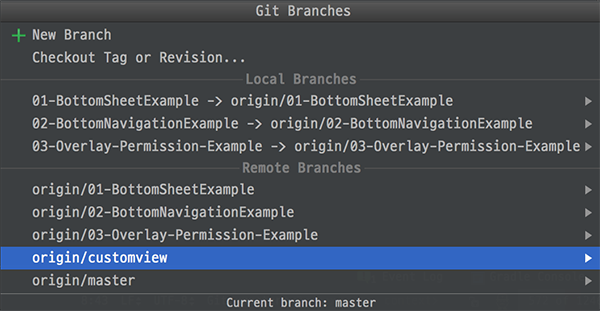 Git Branches
New Branch
Checkout Tag or Revision...
Local Branches
01-BottomSheetExample -> origin/01-BottomSheetExample
02-BottomNavigationExample -> origin/02-BottomNavigationExample
03-Overlay-Permission-Example -> origin/03-Overlay-Permission-Example
Remote Branches
origin/01-BottomSheetExample
origin/02-BottomNavigationExample
origin/03-Overlay-Permission-Example
origin/customview
origin/master
Current branch: master